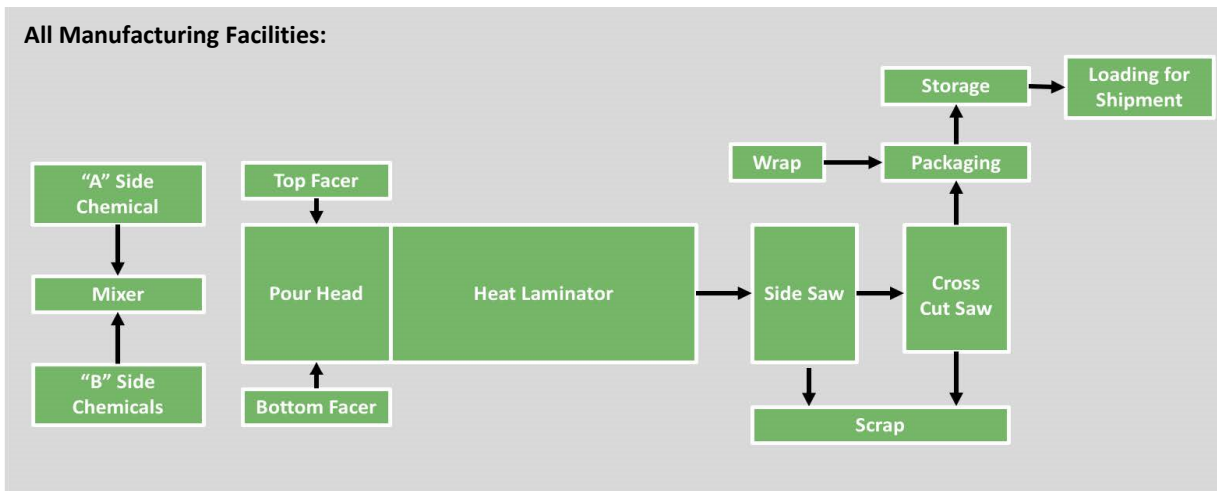 All Manufacturing Facilities:
Storage
Loading for
Shipment
Wrap
Packaging
"A" Side
Chemical
Top Facer
Mixer
Pour Head
Heat Laminator
Side Saw
Cross
Cut Saw
"B" Side
Chemicals
Bottom Facer
Scrap